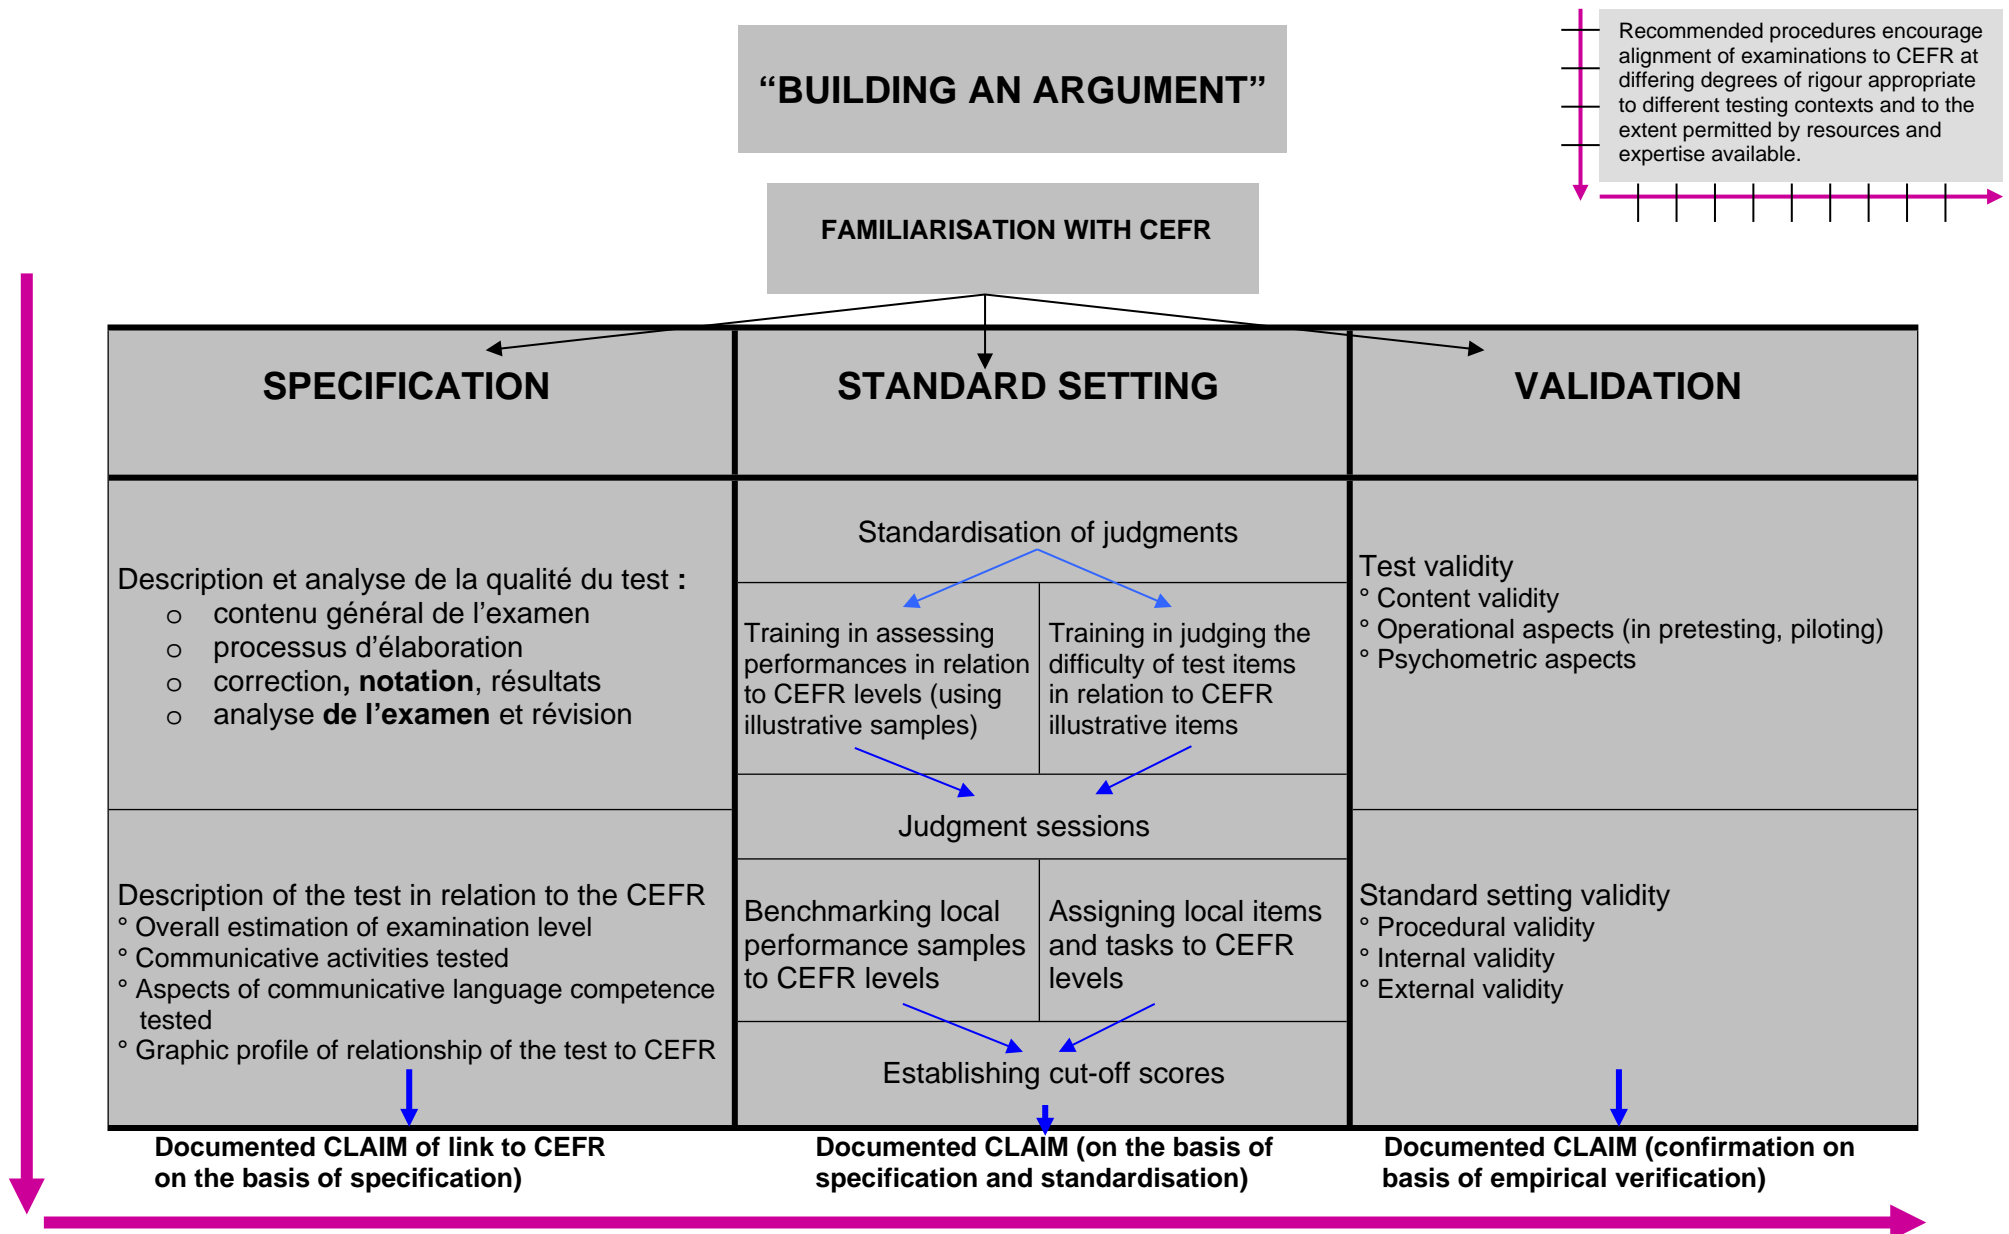 “BUILDING AN ARGUMENT”
Recommended procedures encourage
alignment of examinations to CEFR at
differing degrees of rigour appropriate
to different testing contexts and to the
extent permitted by resources and
expertise available.
FAMILIARISATION WITH CEFR
SPECIFICATION
STANDARD SETTING
VALIDATION
Description et analyse de la qualité du test :
o contenu général de l’examen
o processus d’élaboration
o correction, notation, résultats
o analyse de l’examen et révision
Description of the test in relation to the CEFR
° Overall estimation of examination level
° Communicative activities tested
° Aspects of communicative language competence
tested
° Graphic profile of relationship of the test to CEFR
Standardisation of judgments
Training in assessing
performances in relation
to CEFR levels (using
illustrative samples)
Training in judging the
difficulty of test items
in relation to CEFR
illustrative items
Judgment sessions
Benchmarking local
performance samples
to CEFR levels
Assigning local items
and tasks to CEFR
levels
Establishing cut-off scores
Test validity
° Content validity
° Operational aspects (in pretesting, piloting)
° Psychometric aspects
Standard setting validity
° Procedural validity
° Internal validity
° External validity
Documented CLAIM of link to CEFR
on the basis of specification)
Documented CLAIM (on the basis of
specification and standardisation)
Documented CLAIM (confirmation on
basis of empirical verification)